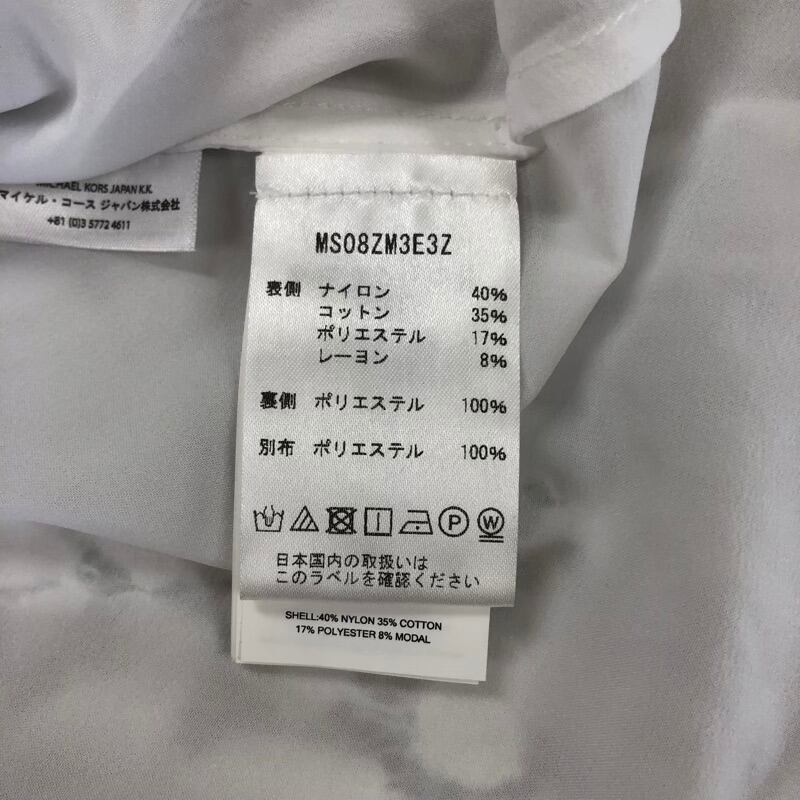 MICHAEL KORS JAPAN K.K.
マイケル・コース ジャパン株式会社
+81 (0)3 5772 4611
MS08ZM3E3Z
表側 ナイロン 40%
コットン 35%
ポリエステル 17%
レーヨン 8%
裏側 ポリエステル 100%
別布 ポリエステル 100%
P W
日本国内の取扱いは
このラベルを確認ください
SHELL:40% NYLON 35% COTTON
17% POLYESTER 8% MODAL